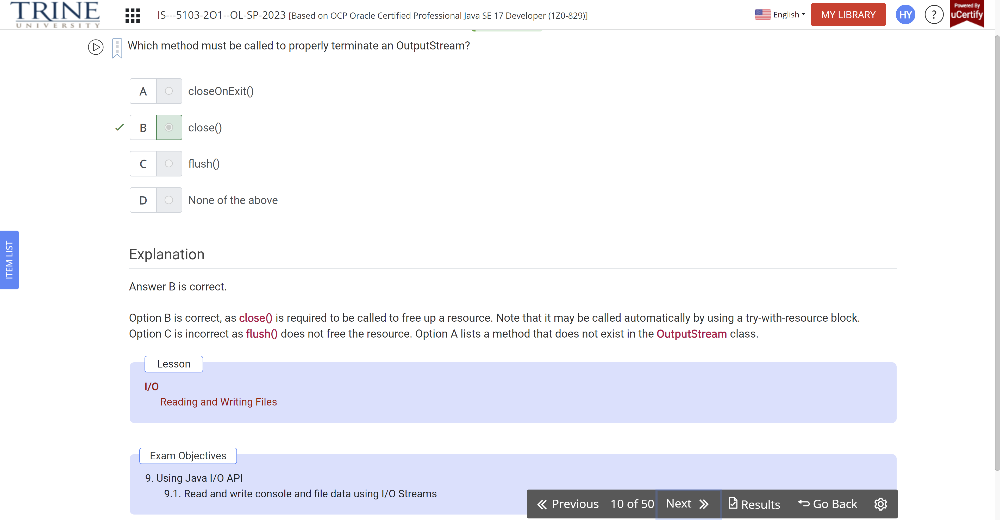 TRINE
UNIVERSITY
IS---5103-2O1--OL-SP-2023 [Based on OCP Oracle Certified Professional Java SE 17 Developer (1Z0-829)]
English
MY LIBRARY
HY
?
Powered By
uCertify
Which method must be called to properly terminate an OutputStream?
A closeOnExit()
B close()
C flush()
D None of the above
ITEM LIST
Explanation
Answer B is correct.
Option B is correct, as close() is required to be called to free up a resource. Note that it may be called automatically by using a try-with-resource block.
Option C is incorrect as flush() does not free the resource. Option A lists a method that does not exist in the OutputStream class.
Lesson
I/O
Reading and Writing Files
Exam Objectives
9. Using Java I/O API
9.1. Read and write console and file data using I/O Streams
Previous 10 of 50 Next Results Go Back